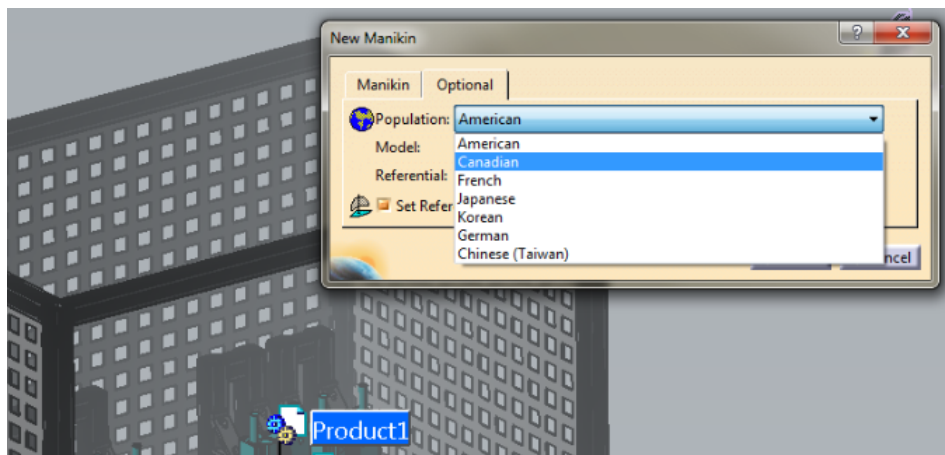 New Manikin
?
Manikin Optional
Population: American
Model:
Referential:
Set Refer
American
Canadian
French
Japanese
Korean
German
Chinese (Taiwan)
ncel
Product1